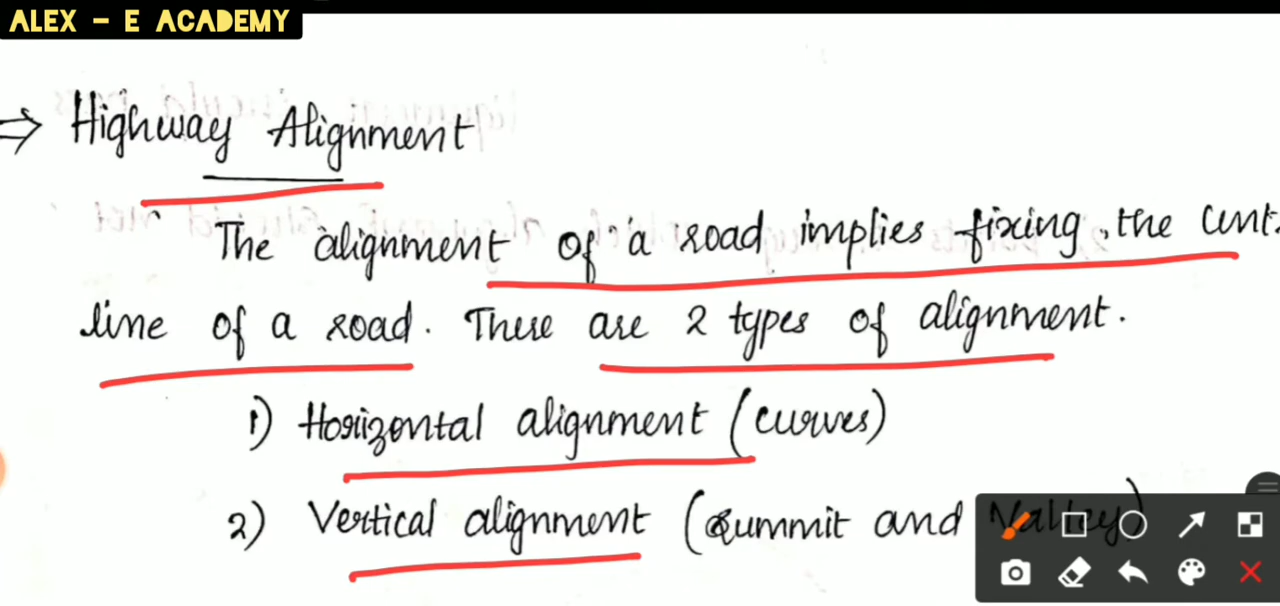 ALEX - E ACADEMY
⇒ Highway Alignment
The alignment of a road implies fixing the cent.
line of a road. There are 2 types of alignment.
1) Horizontal alignment (curves)
2) Vertical alignment (summit and Valley)